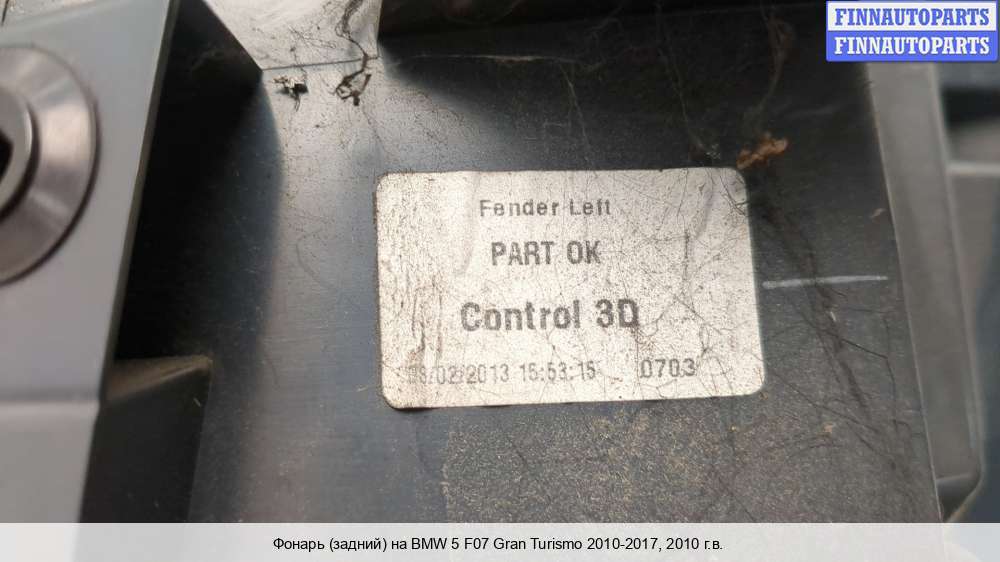 FINNAUTOPARTS
FINNAUTOPARTS
Fender Left
PART OK
Control 3D
/02/2013 15:53:15 0703
Фонарь (задний) на BMW 5 F07 Gran Turismo 2010-2017, 2010 г.в.